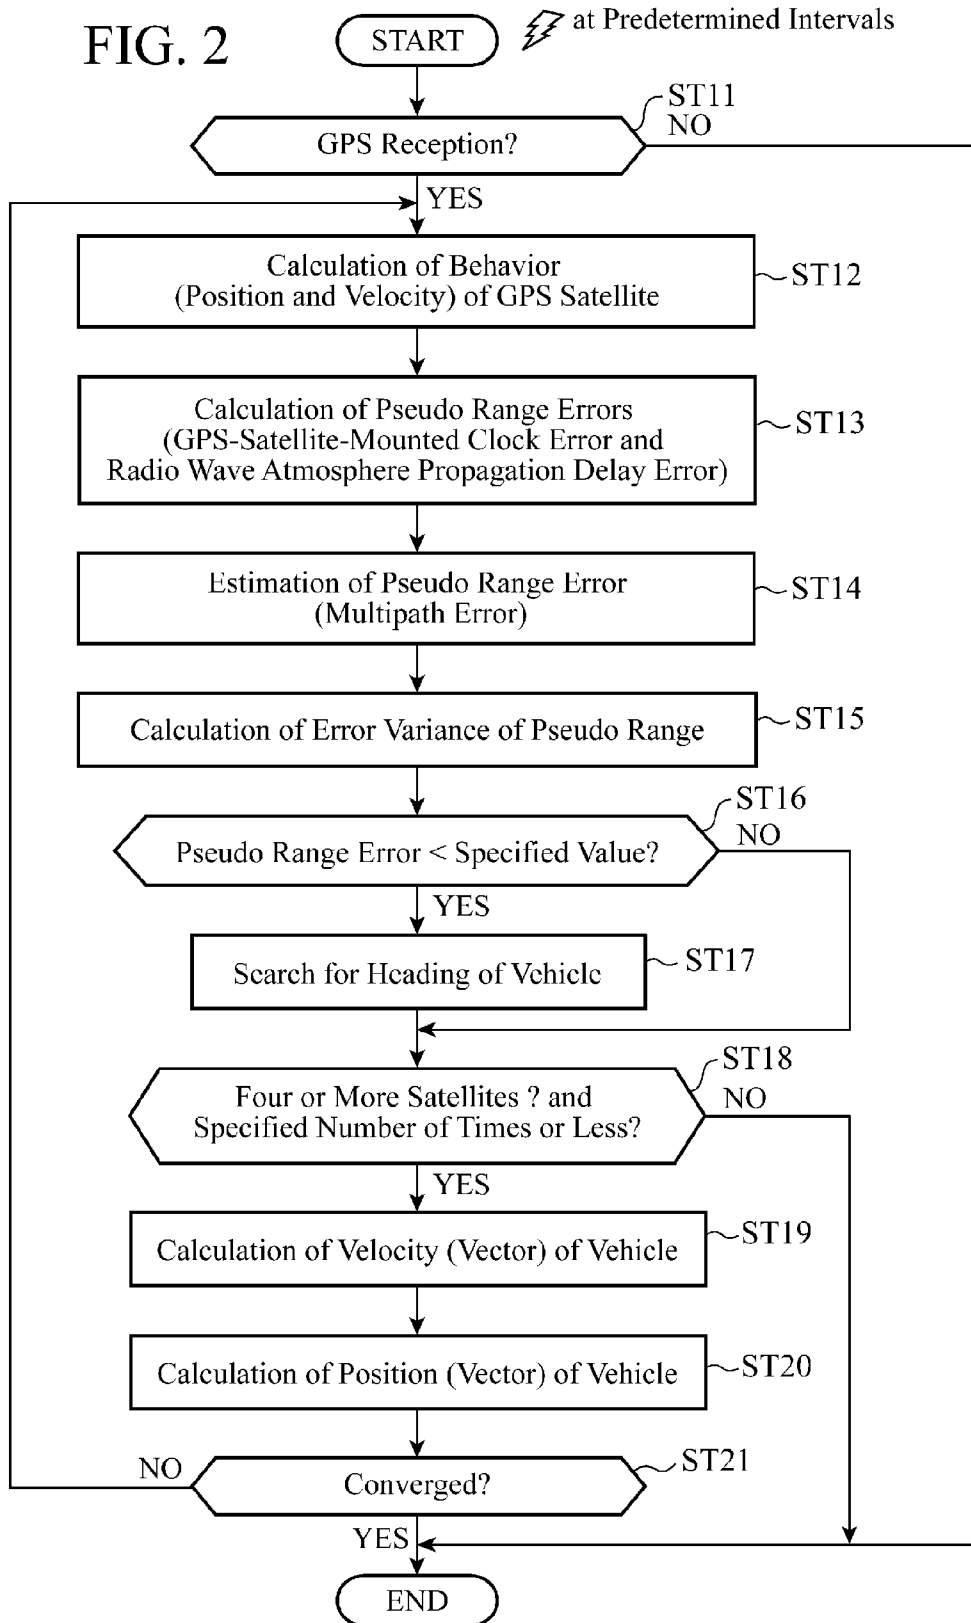 FIG. 2
START
at Predetermined Intervals
ST11
GPS Reception?
NO
YES
Calculation of Behavior
(Position and Velocity) of GPS Satellite
ST12
Calculation of Pseudo Range Errors
(GPS-Satellite-Mounted Clock Error and
Radio Wave Atmosphere Propagation Delay Error)
ST13
Estimation of Pseudo Range Error
(Multipath Error)
ST14
Calculation of Error Variance of Pseudo Range
ST15
ST16
Pseudo Range Error < Specified Value?
NO
YES
Search for Heading of Vehicle
ST17
ST18
Four or More Satellites ? and
Specified Number of Times or Less?
NO
YES
Calculation of Velocity (Vector) of Vehicle
ST19
Calculation of Position (Vector) of Vehicle
ST20
NO
Converged?
ST21
YES
END